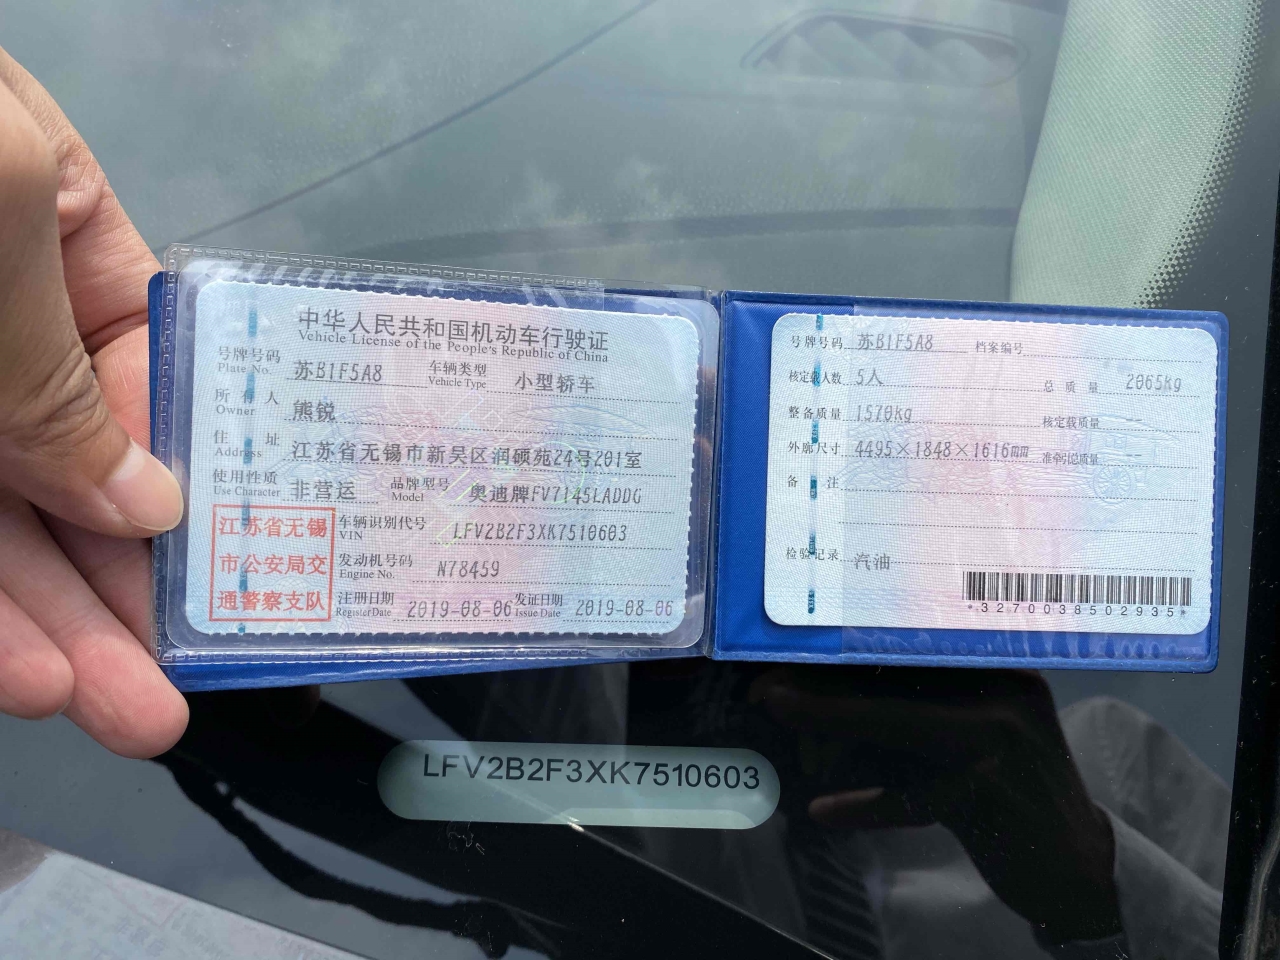 中华人民共和国机动车行驶证
Vehicle License of the People's Republic of China
号牌号码 苏B1F5A8 车辆类型 小型轿车
Plate No. Vehicle Type
所有人 熊锐
Owner
住址 江苏省无锡市新吴区润硕苑24号201室
Address
使用性质 非营运 品牌型号 奥迪牌FV7145LADDG
Use Character Model
江苏省无锡
市公安局交
通警察支队
车辆识别代号 LFV2B2F3XK7510603
VIN
发动机号码 N78459
Engine No.
注册日期 2019-08-06 发证日期 2019-08-06
Register Date Issue Date
号牌号码 苏B1F5A8 档案编号
核定载人数 5人 总质量 2065kg
整备质量 1570kg 核定载质量 --
外廓尺寸 4495×1848×1616mm 准牵引总质量 --
备注
检验记录 汽油
*3270038502935*
LFV2B2F3XK7510603